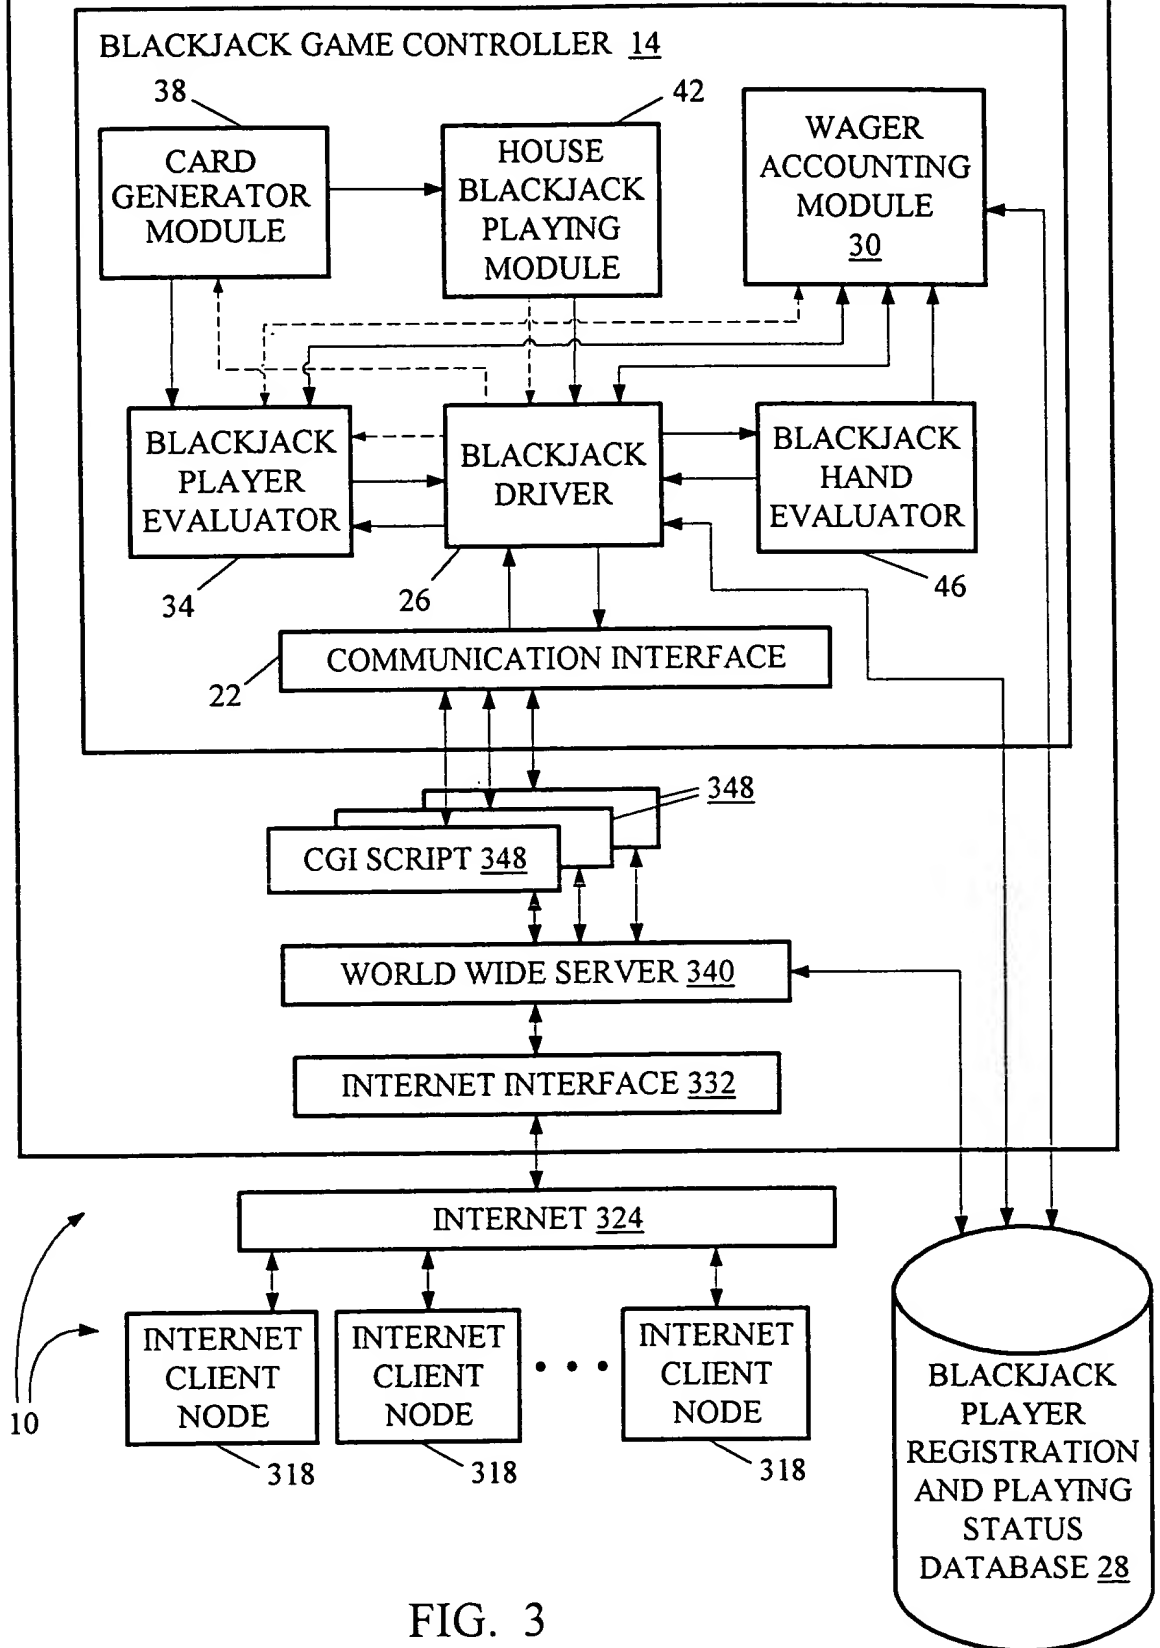 BLACKJACK GAME CONTROLLER 14
38
42
CARD
GENERATOR
MODULE
HOUSE
BLACKJACK
PLAYING
MODULE
WAGER
ACCOUNTING
MODULE
30
BLACKJACK
PLAYER
EVALUATOR
BLACKJACK
DRIVER
BLACKJACK
HAND
EVALUATOR
34
26
46
COMMUNICATION INTERFACE
22
348
CGI SCRIPT 348
WORLD WIDE SERVER 340
INTERNET INTERFACE 332
INTERNET 324
INTERNET
CLIENT
NODE
INTERNET
CLIENT
NODE
INTERNET
CLIENT
NODE
10
318
318
318
BLACKJACK
PLAYER
REGISTRATION
AND PLAYING
STATUS
DATABASE 28
FIG. 3